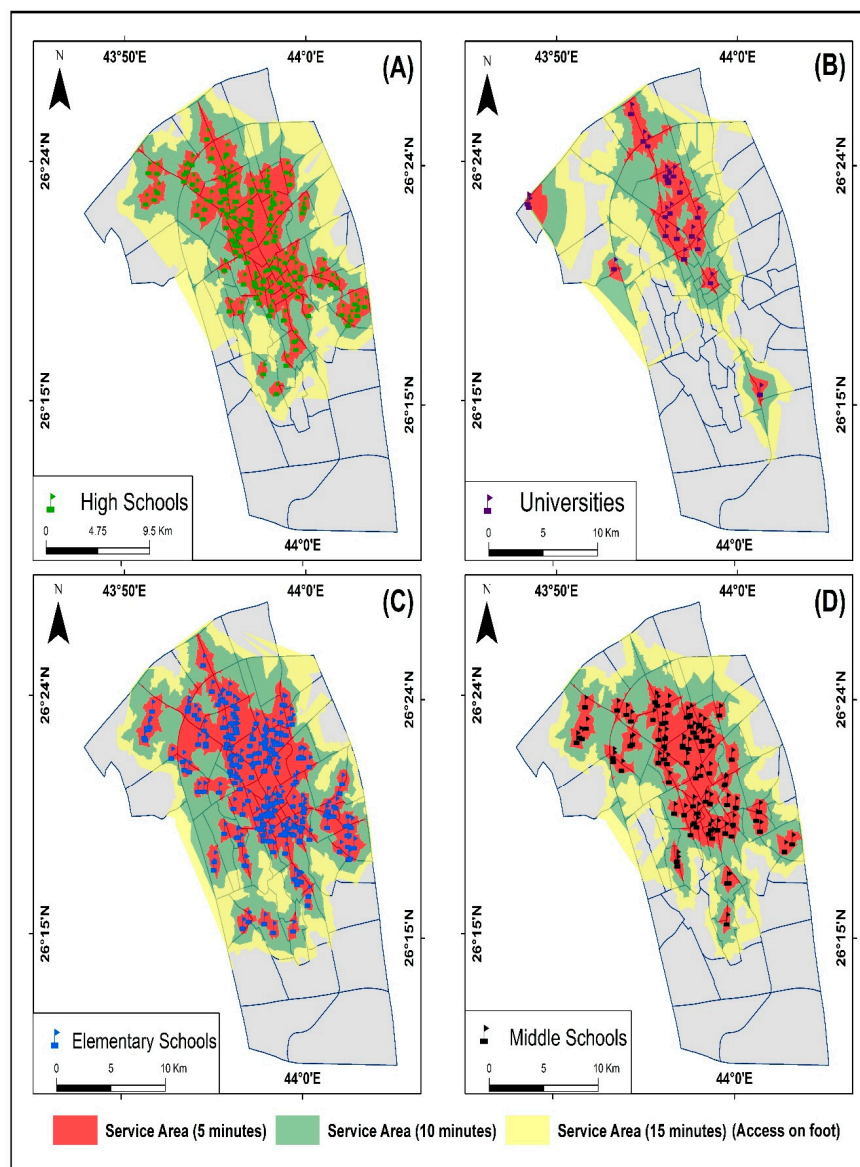 43°50'E
44°0'E
N
(A)
26°24'N
26°24'N
26°15'N
26°15'N
High Schools
0 4.75 9.5 Km
44°0'E
43°50'E
44°0'E
N
(B)
26°24'N
26°24'N
26°15'N
26°15'N
Universities
0 5 10 Km
44°0'E
43°50'E
44°0'E
N
(C)
26°24'N
26°24'N
26°15'N
26°15'N
Elementary Schools
0 5 10 Km
44°0'E
43°50'E
44°0'E
N
(D)
26°24'N
26°24'N
26°15'N
26°15'N
Middle Schools
0 5 10 Km
44°0'E
Service Area (5 minutes) Service Area (10 minutes) Service Area (15 minutes) (Access on foot)